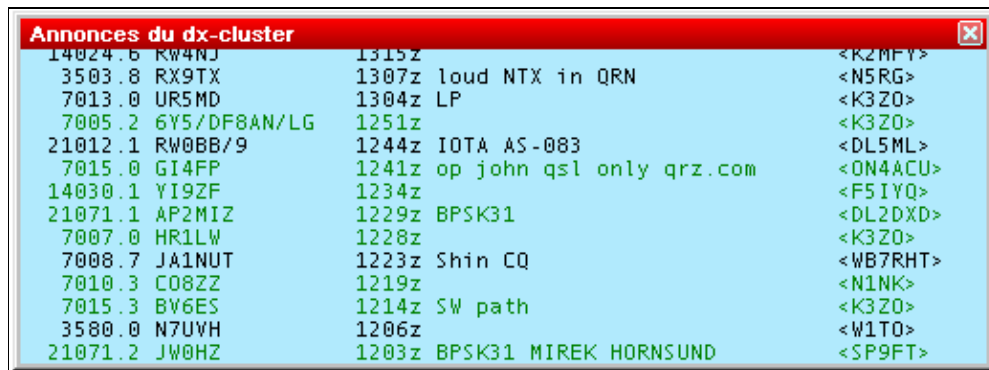 Annonces du dx-cluster
14024.6 RW4NJ 1315z <K2MFY>
3503.8 RX9TX 1307z loud NTX in QRN <N5RG>
7013.0 UR5MD 1304z LP <K3ZO>
7005.2 6Y5/DF8AN/LG 1251z <K3ZO>
21012.1 RW0BB/9 1244z IOTA AS-083 <DL5ML>
7015.0 GI4FP 1241z op john qsl only qrz.com <ON4ACU>
14030.1 YI9ZF 1234z <F5IYQ>
21071.1 AP2MIZ 1229z BPSK31 <DL2DXD>
7007.0 HR1LW 1228z <K3ZO>
7008.7 JA1NUT 1223z Shin CQ <WB7RHT>
7010.3 CO8ZZ 1219z <N1NK>
7015.3 BV6ES 1214z SW path <K3ZO>
3580.0 N7UVH 1206z <W1TO>
21071.2 JW0HZ 1203z BPSK31 MIREK HORNSUND <SP9FT>